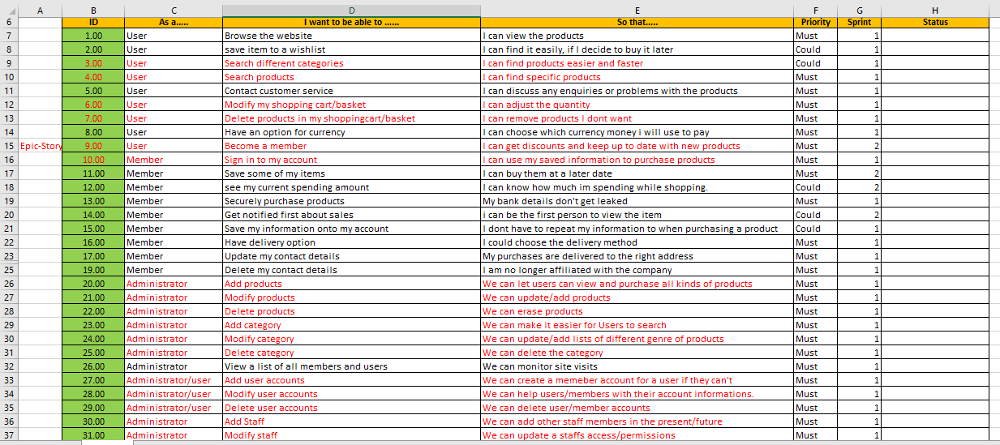 A B C D E F G H
6 ID As a..... I want to be able to ...... So that..... Priority Sprint Status
7 1.00 User Browse the website I can view the products Must 1
8 2.00 User save item to a wishlist I can find it easily, if I decide to buy it later Could 1
9 3.00 User Search different categories I can find products easier and faster Could 1
10 4.00 User Search products I can find specific products Must 1
11 5.00 User Contact customer service I can discuss any enquiries or problems with the products Must 1
12 6.00 User Modify my shopping cart/basket I can adjust the quantity Must 1
13 7.00 User Delete products in my shoppingcart/basket I can remove products I dont want Must 1
14 8.00 User Have an option for currency I can choose which currency money i will use to pay Must 1
15 Epic-Story 9.00 User Become a member I can get discounts and keep up to date with new products Must 2
16 10.00 Member Sign in to my account I can use my saved information to purchase products Must 1
17 11.00 Member Save some of my items I can buy them at a later date Must 2
18 12.00 Member see my current spending amount I can know how much im spending while shopping. Could 2
19 13.00 Member Securely purchase products My bank details don't get leaked Must 1
20 14.00 Member Get notified first about sales i can be the first person to view the item Could 2
21 15.00 Member Save my information onto my account I dont have to repeat my information to when purchasing a product Could 1
22 16.00 Member Have delivery option I could choose the delivery method Must 1
23 17.00 Member Update my contact details My purchases are delivered to the right address Must 1
25 19.00 Member Delete my contact details I am no longer affiliated with the company Must 1
26 20.00 Administrator Add products We can let users can view and purchase all kinds of products Must 1
27 21.00 Administrator Modify products We can update/add products Must 1
28 22.00 Administrator Delete products We can erase products Must 1
29 23.00 Administrator Add category We can make it easier for Users to search Must 1
30 24.00 Administrator Modify category We can update/add lists of different genre of products Must 1
31 25.00 Administrator Delete category We can delete the category Must 1
32 26.00 Administrator View a list of all members and users We can monitor site visits Must 1
33 27.00 Administrator/user Add user accounts We can create a memeber account for a user if they can't Must 1
34 28.00 Administrator/user Modify user accounts We can help users/members with their account informations. Must 1
35 29.00 Administrator/user Delete user accounts We can delete user/member accounts Must 1
36 30.00 Administrator Add Staff We can add other staff members in the present/future Must 1
37 31.00 Administrator Modify staff We can update a staffs access/permissions Must 1